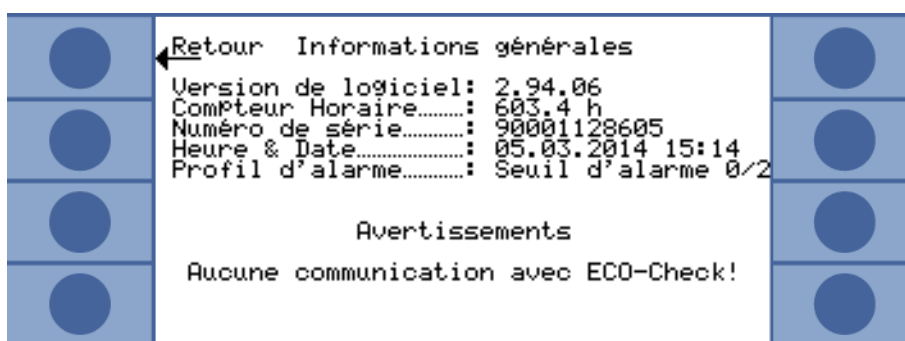 Retour Informations générales
Version de logiciel: 2.94.06
Compteur Horaire……: 603.4 h
Numéro de série………: 90001128605
Heure & Date………………: 05.03.2014 15:14
Profil d'alarme…………: Seuil d'alarme 0/2
Avertissements
Aucune communication avec ECO-Check!